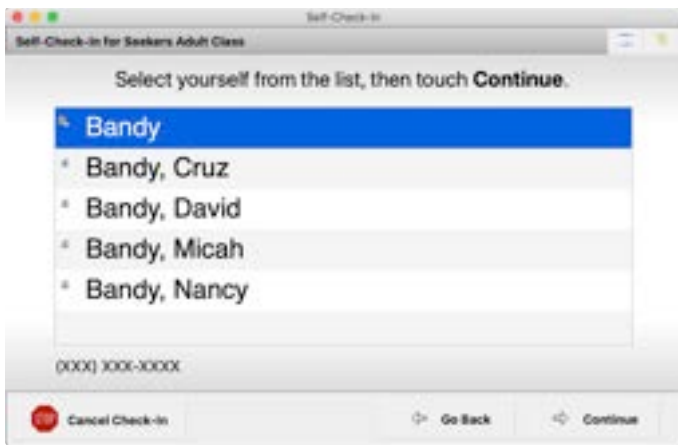 Self-Check-In
Self-Check-In for Seekers Adult Class
Select yourself from the list, then touch Continue.
Bandy
Bandy, Cruz
Bandy, David
Bandy, Micah
Bandy, Nancy
(XXX) XXX-XXXX
Cancel Check-In
Go Back
Continue